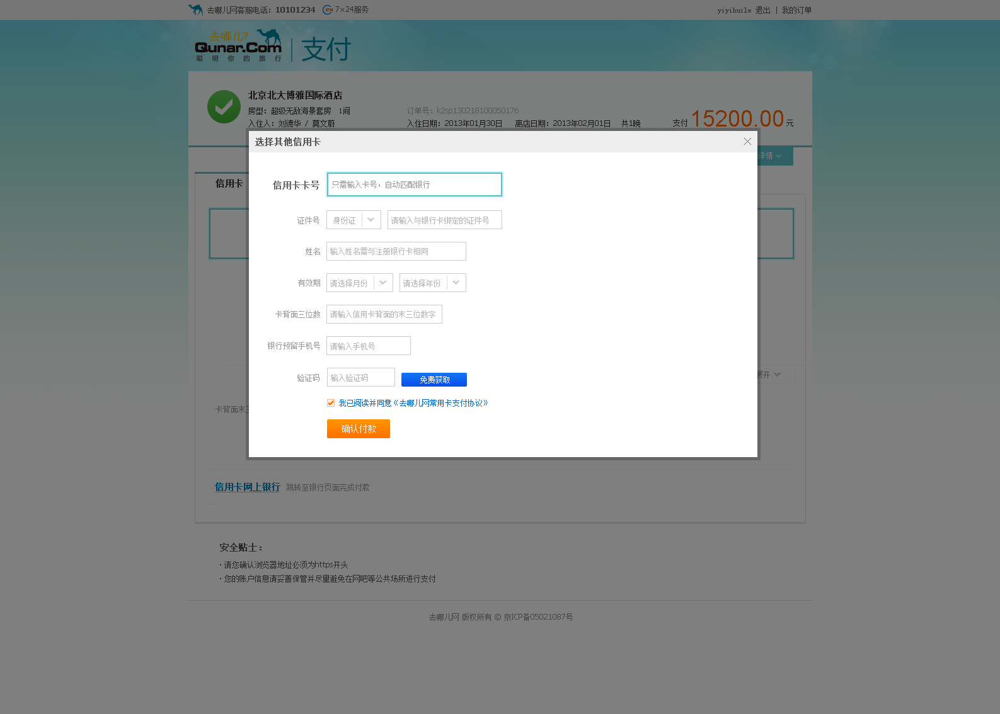 去哪儿网客服电话：10101234 24 7×24服务
yiyihuilw 退出 | 我的订单
去哪儿?
Qunar.Com
聪明你的旅行
支付
北京北大博雅国际酒店
房型：超级无敌海景套房 1间
订单号：k2sp130218100050176
入住人：刘德华 / 莫文蔚
入住日期：2013年01月30日 离店日期：2013年02月01日 共1晚
支付 15200.00 元
选择其他信用卡
详情
信用卡
信用卡卡号 只需输入卡号，自动匹配银行
证件号 身份证 请输入与银行卡绑定的证件号
姓名 输入姓名需与注册银行卡相同
有效期 请选择月份 请选择年份
卡背面三位数 请输入信用卡背面的末三位数字
银行预留手机号 请输入手机号
验证码 输入验证码 免费获取
展开
我已阅读并同意《去哪儿网常用卡支付协议》
卡背面末三
确认付款
信用卡网上银行 跳转至银行页面完成付款
安全贴士：
· 请您确认浏览器地址必须为https开头
· 您的账户信息请妥善保管并尽量避免在网吧等公共场所进行支付
去哪儿网 版权所有 © 京ICP备05021087号